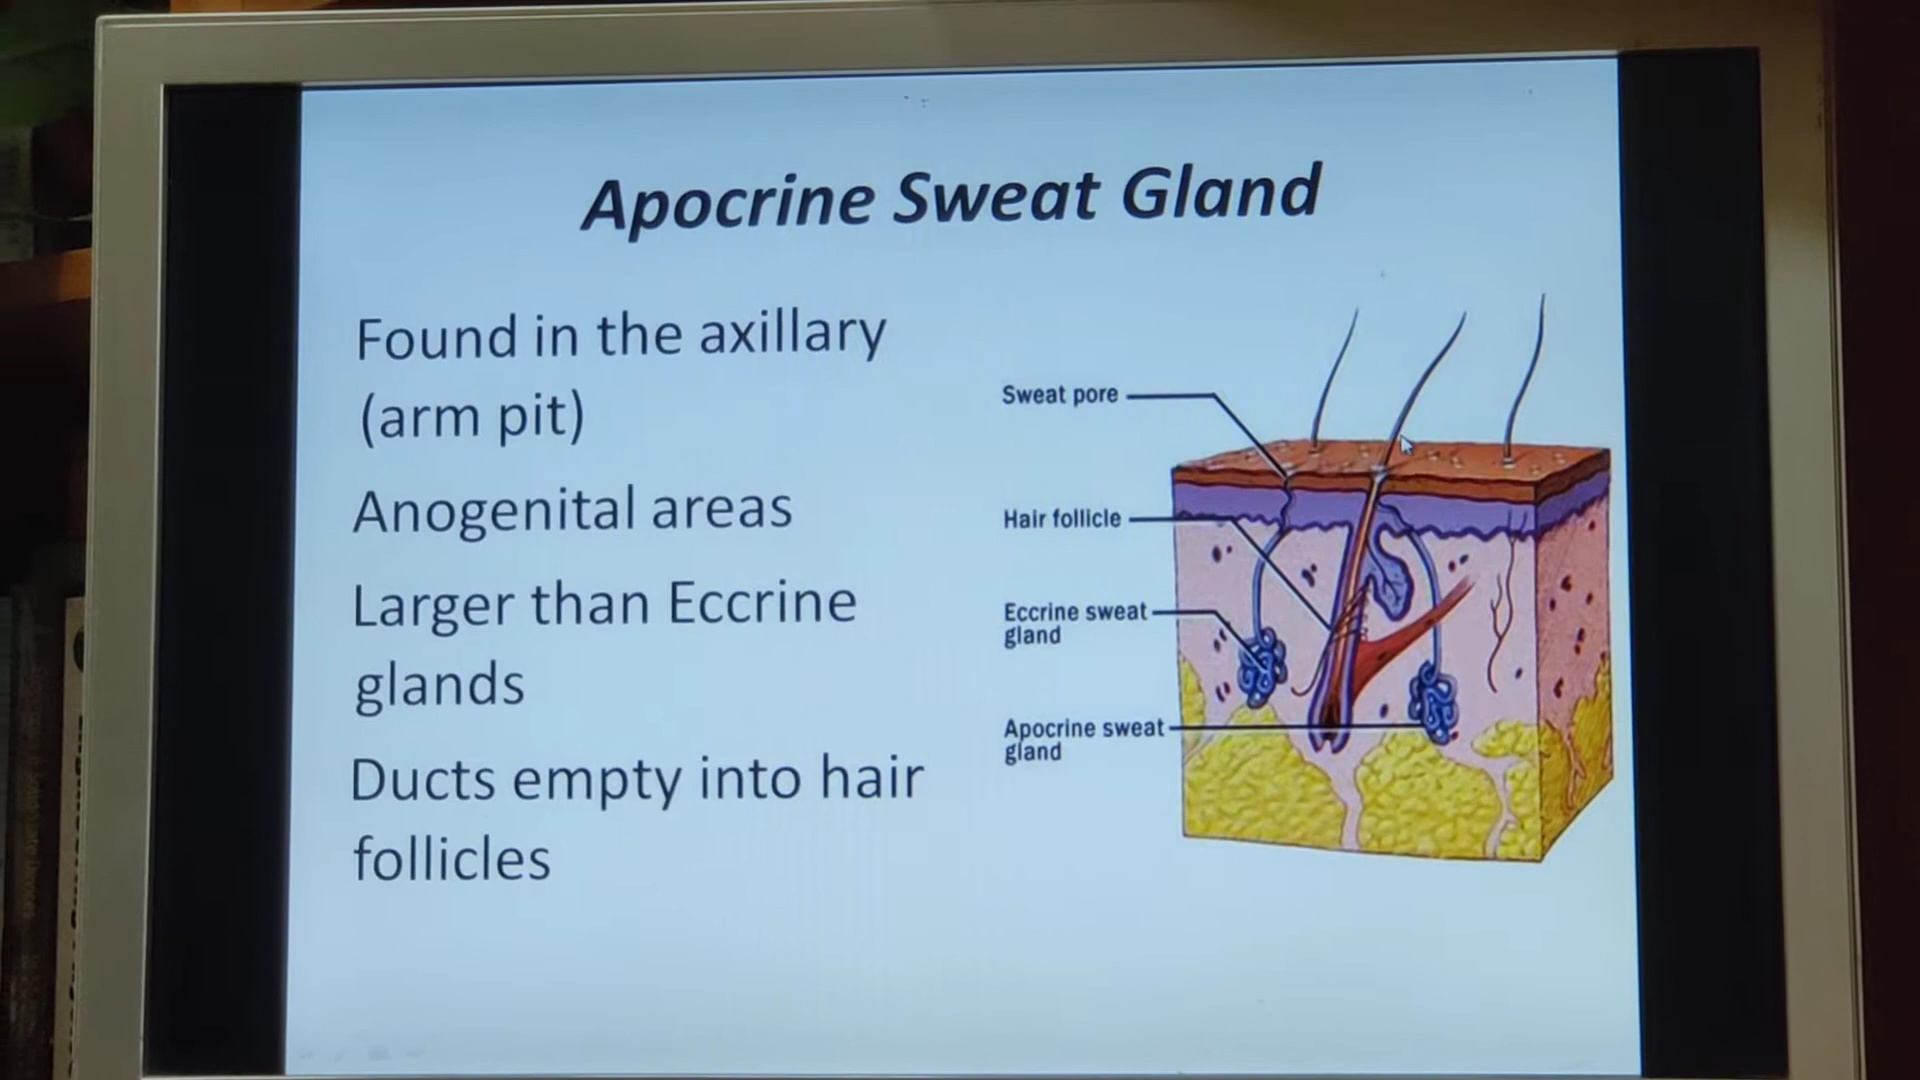 Apocrine Sweat Gland
Found in the axillary
(arm pit)
Anogenital areas
Larger than Eccrine
glands
Ducts empty into hair
follicles
Sweat pore
Hair follicle
Eccrine sweat
gland
Apocrine sweat
gland